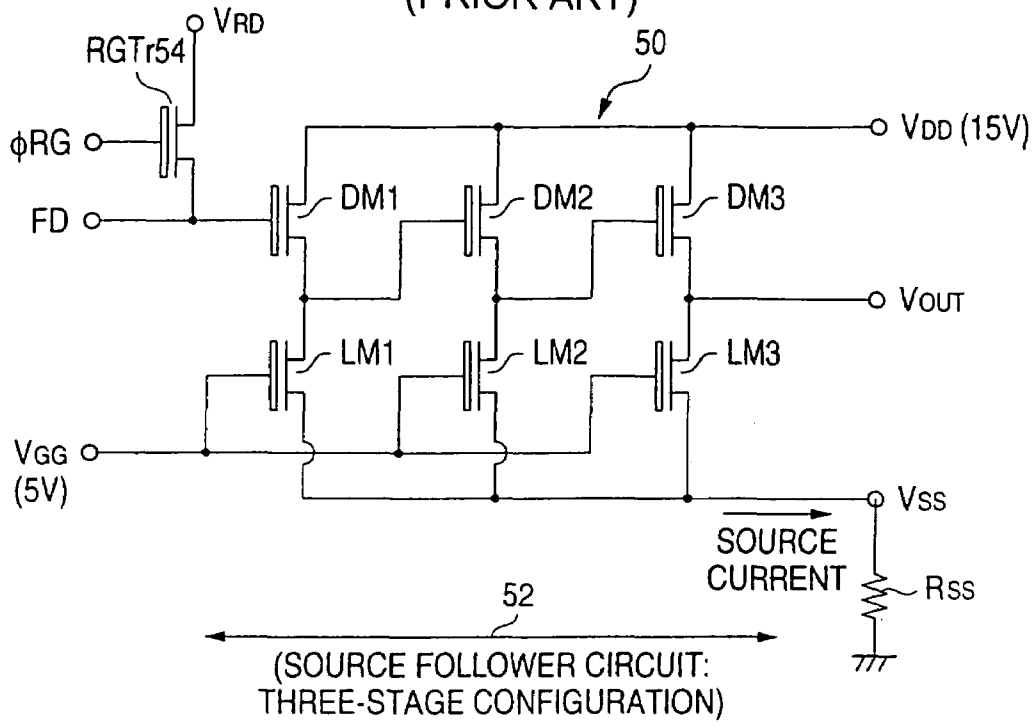 (PRIOR ART)
VRD
RGTr54
50
φRG
VDD (15V)
FD
DM1
DM2
DM3
VOUT
LM1
LM2
LM3
VGG
(5V)
VSS
SOURCE
CURRENT
RSS
52
(SOURCE FOLLOWER CIRCUIT:
THREE-STAGE CONFIGURATION)